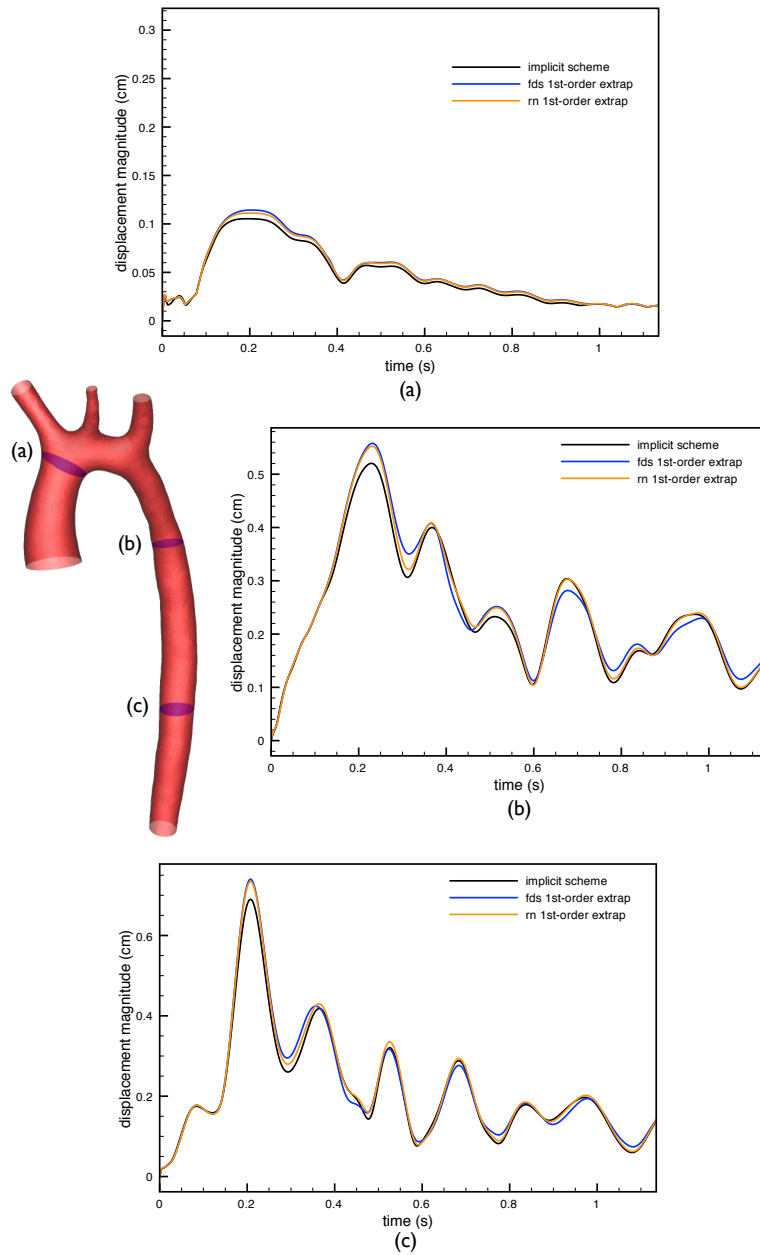 0.3
0.25
0.2
0.15
0.1
0.05
0
displacement magnitude (cm)
implicit scheme
fds 1st-order extrap
rn 1st-order extrap
0 0.2 0.4 0.6 0.8 1
time (s)
(a)
(a)
(b)
(c)
0.5
0.4
0.3
0.2
0.1
0
displacement magnitude (cm)
implicit scheme
fds 1st-order extrap
rn 1st-order extrap
0 0.2 0.4 0.6 0.8 1
time (s)
(b)
0.6
0.4
0.2
0
displacement magnitude (cm)
implicit scheme
fds 1st-order extrap
rn 1st-order extrap
0 0.2 0.4 0.6 0.8 1
time (s)
(c)